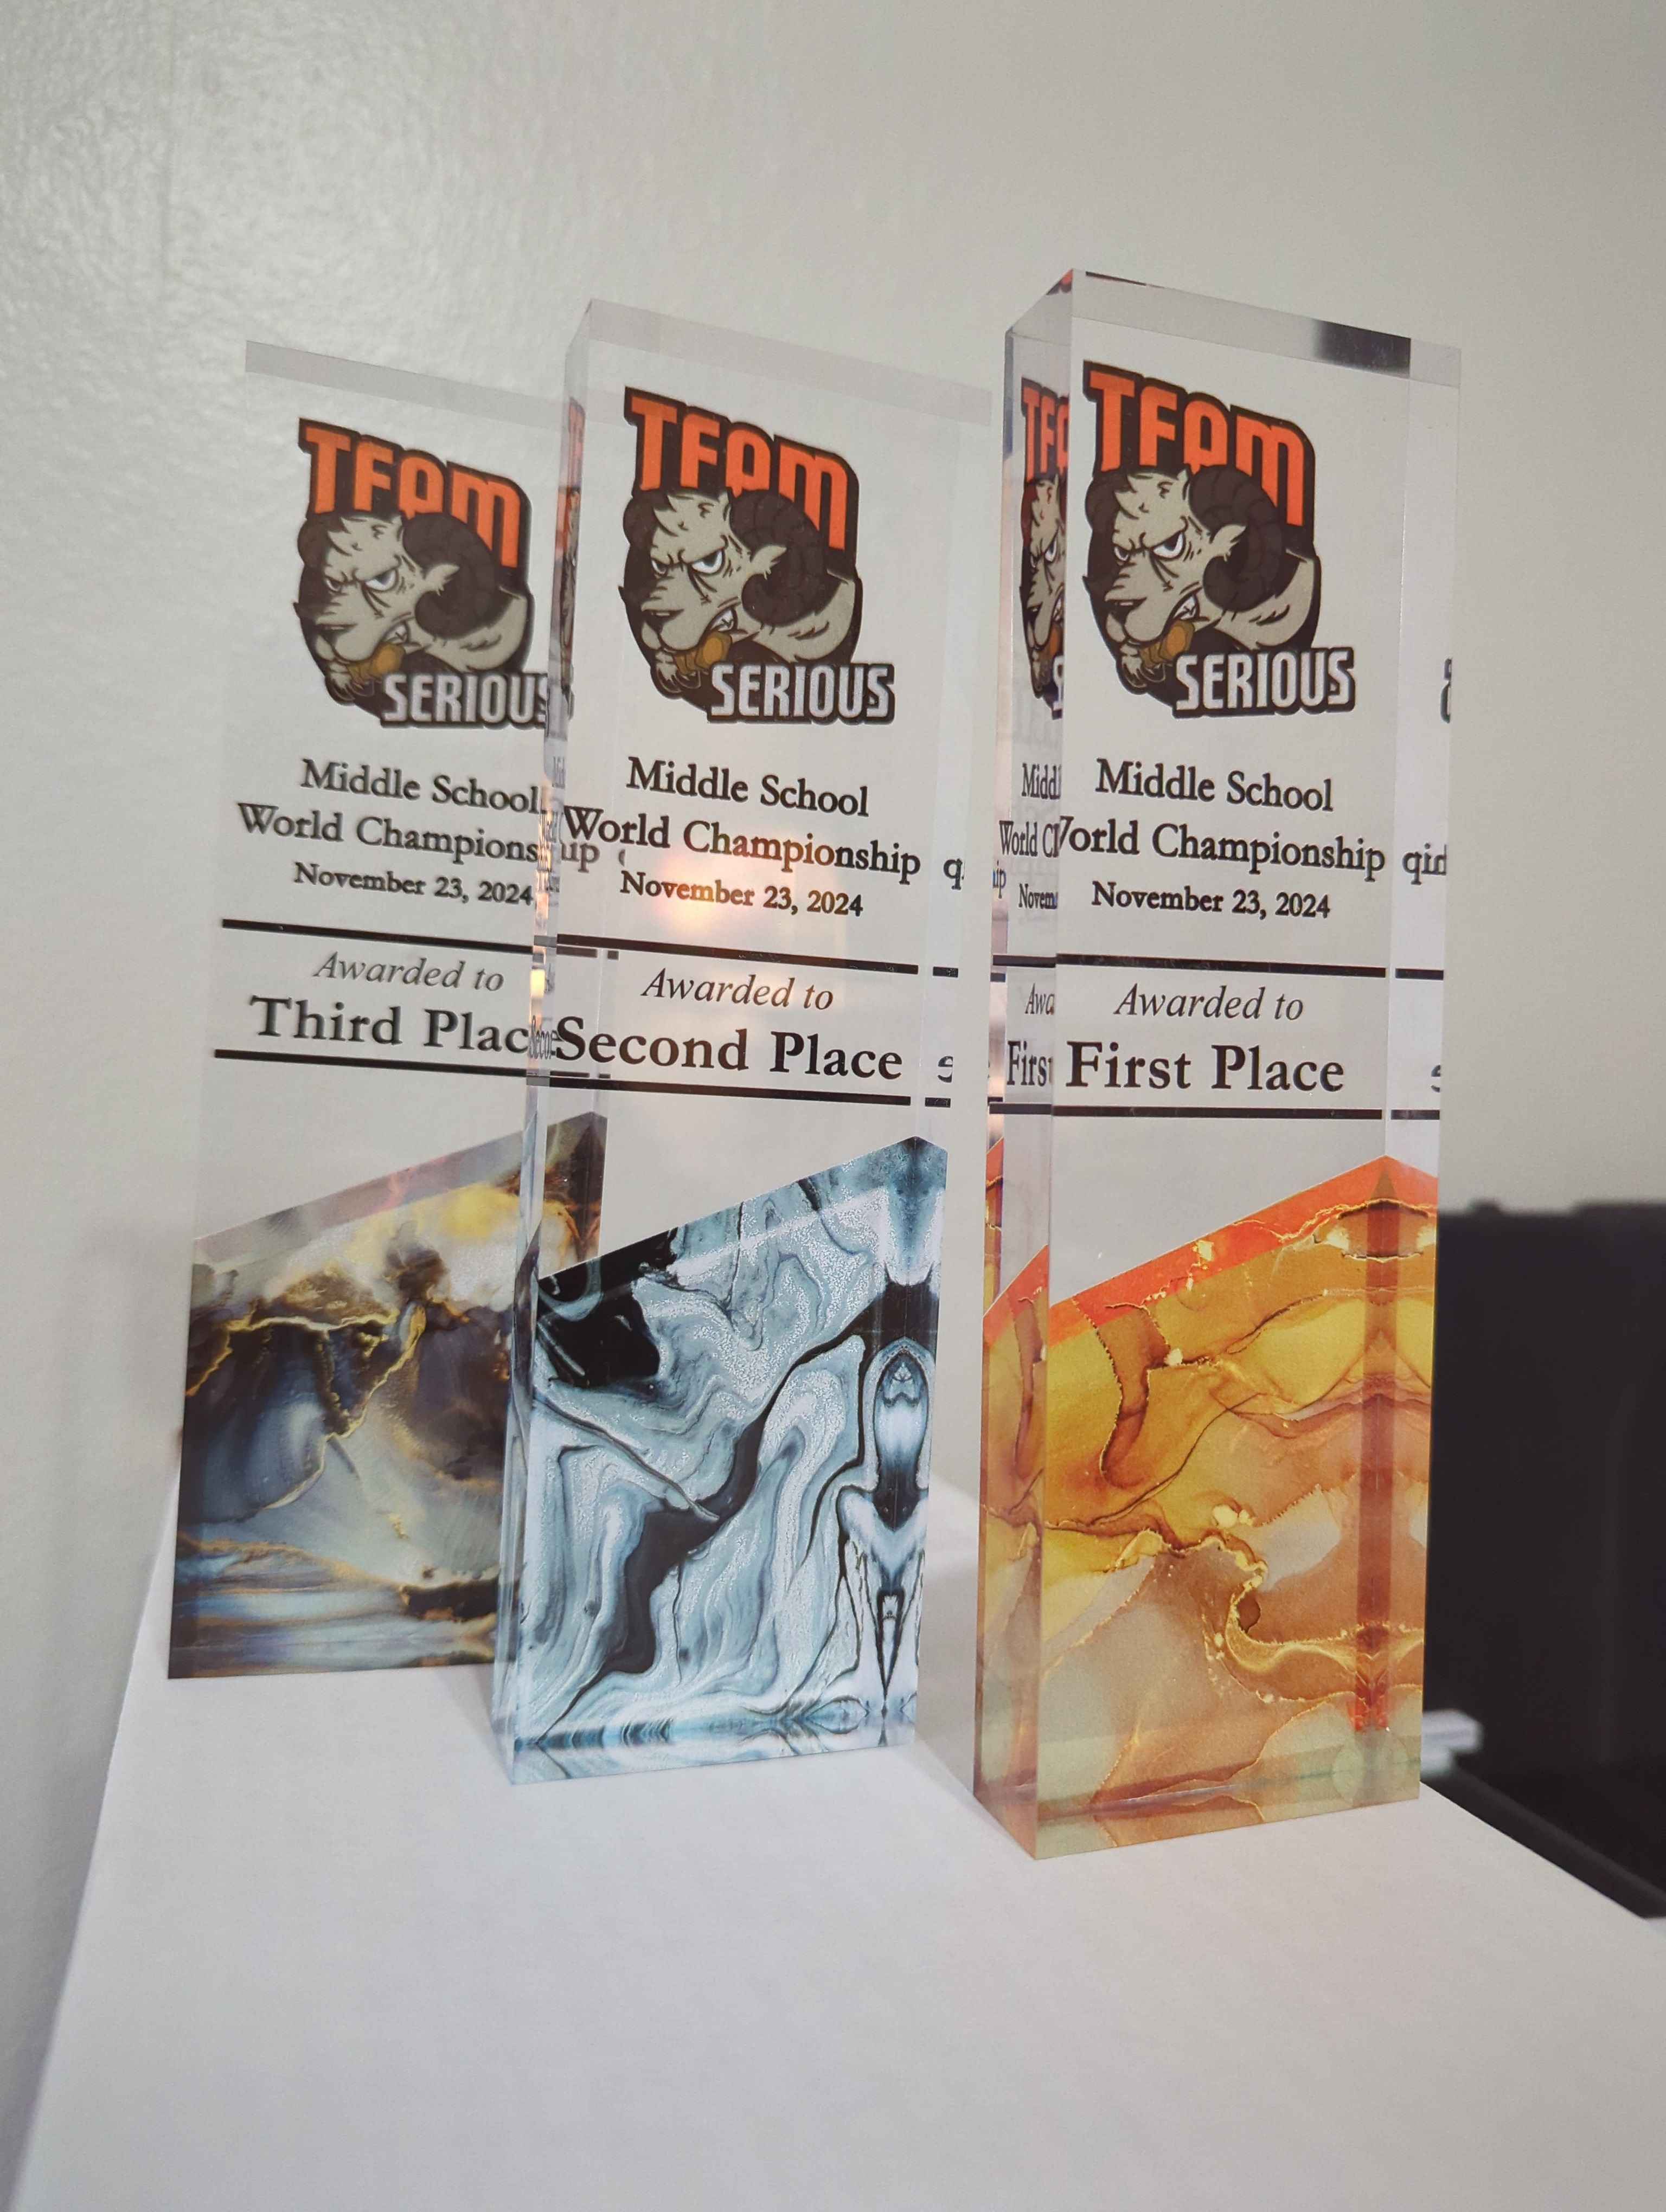 TEAM
SERIOUS
Middle School
World Championship
November 23, 2024
Awarded to
Third Place
TEAM
SERIOUS
Middle School
World Championship
November 23, 2024
Awarded to
Second Place
TEAM
SERIOUS
Middle School
World Championship
November 23, 2024
Awarded to
First Place